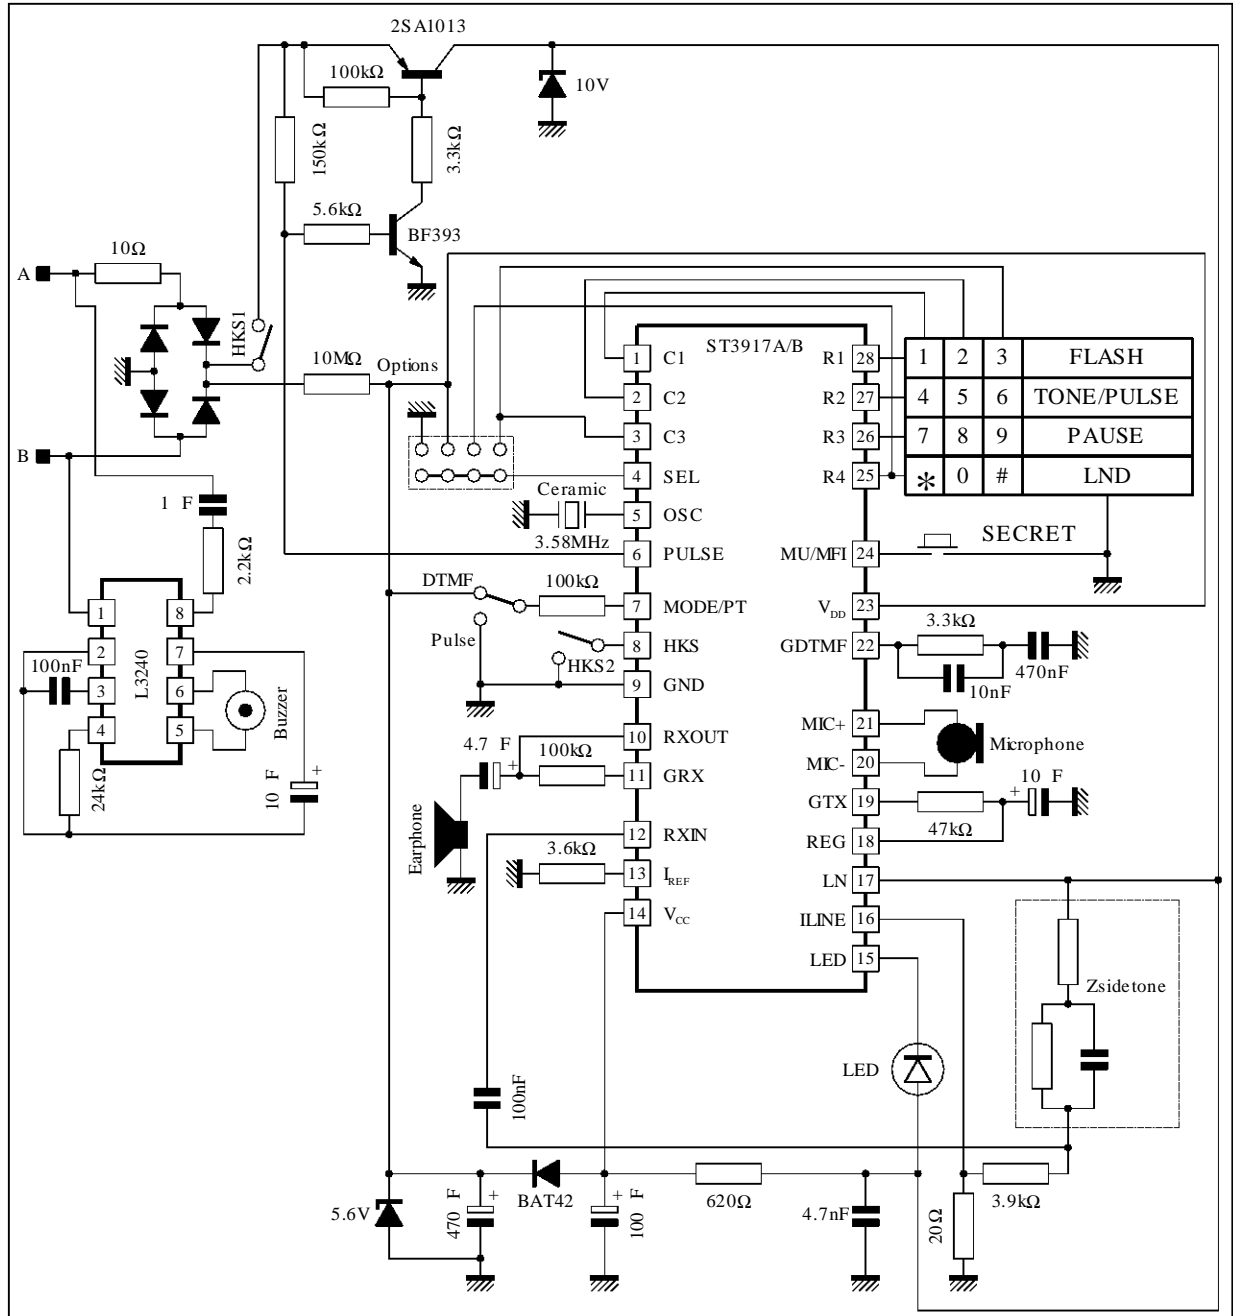 2SA1013
100kΩ
10V
150kΩ
3.3kΩ
5.6kΩ
BF393
10Ω
A
HKS1
10MΩ
Options
B
ST3917A/B
1 C1
2 C2
3 C3
4 SEL
5 OSC
6 PULSE
7 MODE/PT
8 HKS
9 GND
10 RXOUT
11 GRX
12 RXIN
13 IREF
14 VCC
R1 28
R2 27
R3 26
R4 25
MU/MFI 24
VDD 23
GDTMF 22
MIC+ 21
MIC- 20
GTX 19
REG 18
LN 17
ILINE 16
LED 15
1 2 3 FLASH
4 5 6 TONE/PULSE
7 8 9 PAUSE
* 0 # LND
SECRET
Ceramic
3.58MHz
DTMF
100kΩ
Pulse
HKS2
1 F
2.2kΩ
1
2
3
4
8
7
6
5
L3240
100nF
Buzzer
24kΩ
10 F
+
4.7 F
+
100kΩ
Earphone
3.6kΩ
3.3kΩ
10nF
470nF
Microphone
10 F
+
47kΩ
Zsidetone
LED
100nF
5.6V
470 F
+
BAT42
100 F
+
620Ω
4.7nF
20Ω
3.9kΩ